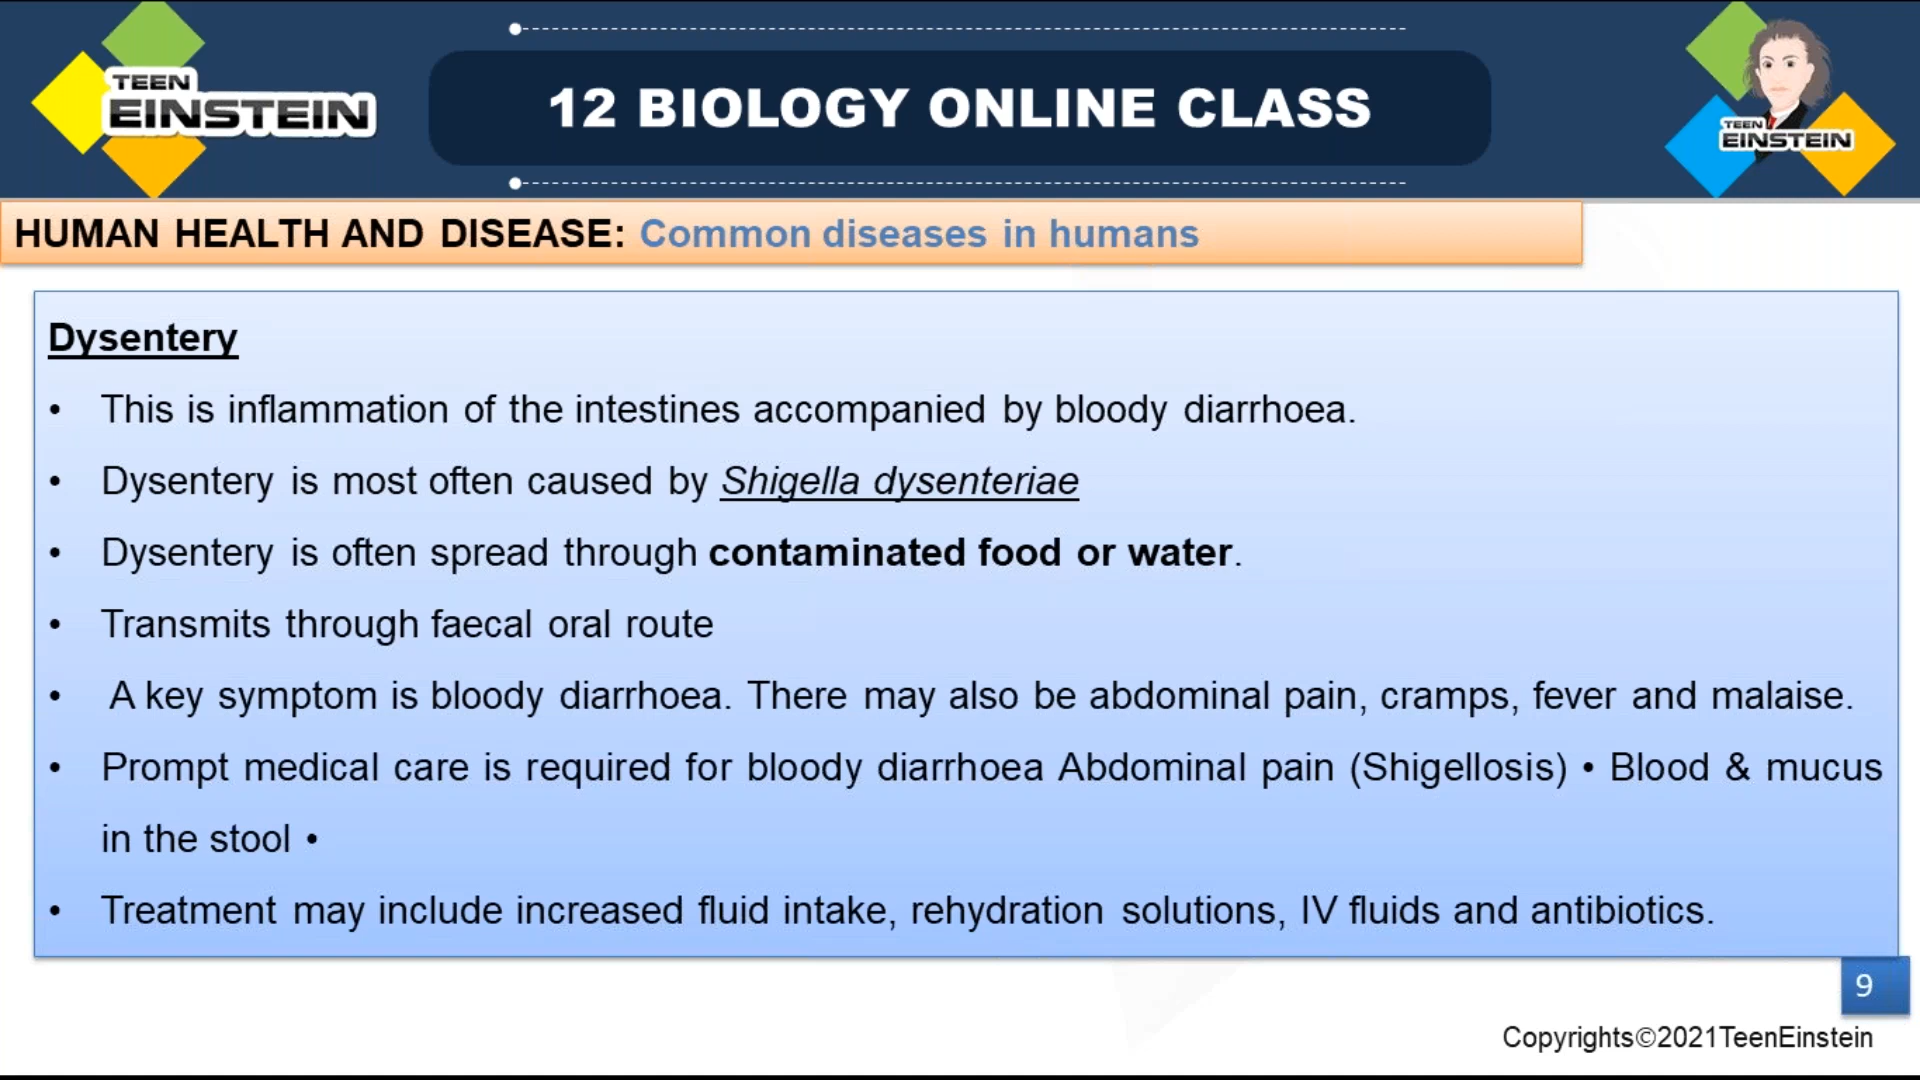 TEEN
EINSTEIN
12 BIOLOGY ONLINE CLASS
TEEN
EINSTEIN
HUMAN HEALTH AND DISEASE: Common diseases in humans
Dysentery
• This is inflammation of the intestines accompanied by bloody diarrhoea.
• Dysentery is most often caused by Shigella dysenteriae
• Dysentery is often spread through contaminated food or water.
• Transmits through faecal oral route
• A key symptom is bloody diarrhoea. There may also be abdominal pain, cramps, fever and malaise.
• Prompt medical care is required for bloody diarrhoea Abdominal pain (Shigellosis) • Blood & mucus
in the stool •
• Treatment may include increased fluid intake, rehydration solutions, IV fluids and antibiotics.
9
Copyrights©2021TeenEinstein